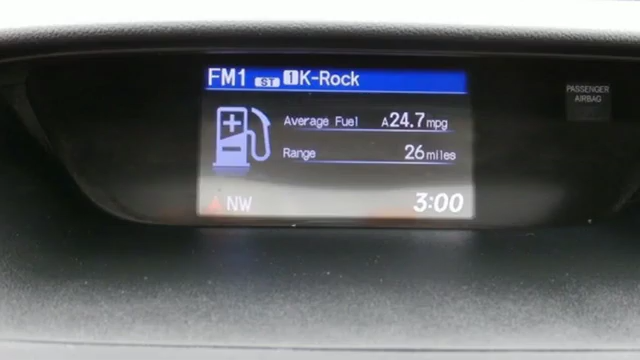 FM1 ST 1 K-Rock
PASSENGER
AIRBAG
Average Fuel A24.7mpg
Range 26miles
NW 3:00